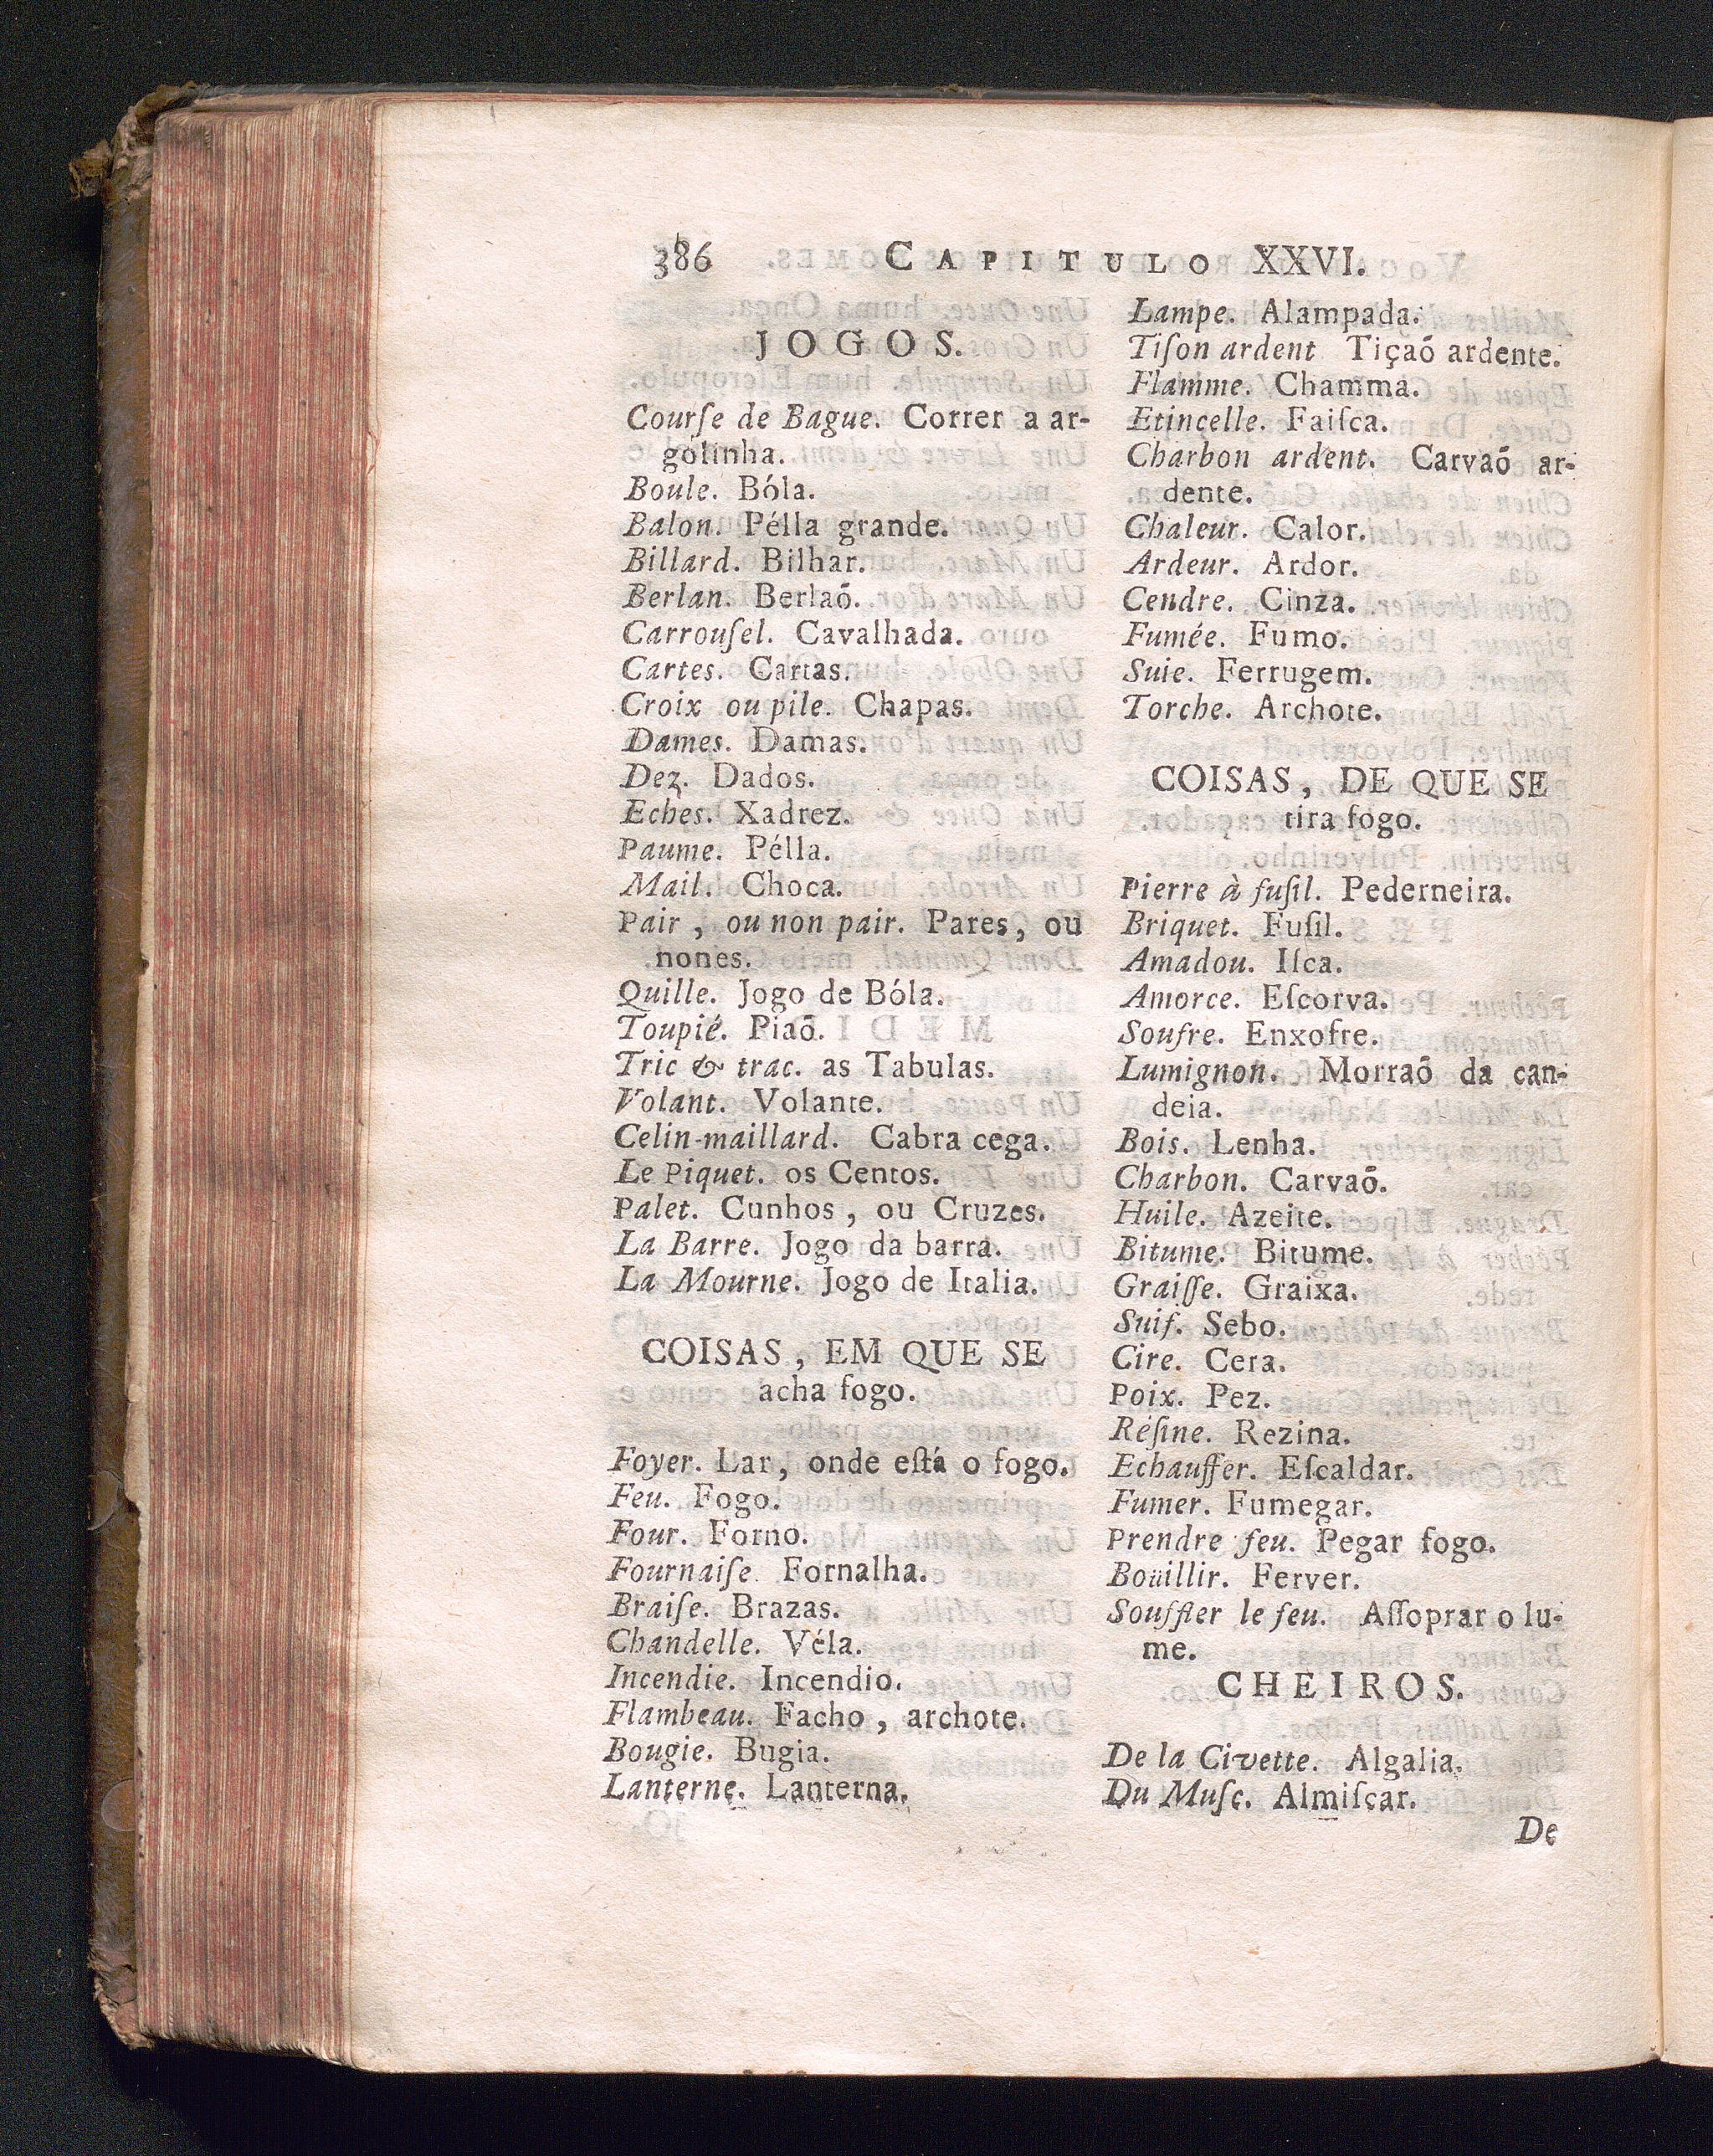 386 CAPITULO XXVI.
JOGOS.
Courſe de Bague. Correr a ar-
golinha.
Boule. Bóla.
Balon. Pélla grande.
Billard. Bilhar.
Berlan. Berlaõ.
Carrouſel. Cavalhada.
Cartes. Cartas.
Croix ou pile. Chapas.
Dames. Damas.
Dez. Dados.
Eches. Xadrez.
Paume. Pélla.
Mail. Choca.
Pair, ou non pair. Pares, ou
nones.
Quille. Jogo de Bóla.
Toupié. Piaõ.
Tric & trac. as Tabulas.
Volant. Volante.
Celin-maillard. Cabra cega.
Le Piquet. os Centos.
Palet. Cunhos, ou Cruzes.
La Barre. Jogo da barra.
La Mourne. Jogo de Italia.
COISAS, EM QUE SE
acha fogo.
Foyer. Lar, onde eſtá o fogo.
Feu. Fogo.
Four. Forno.
Fournaiſe. Fornalha.
Braiſe. Brazas.
Chandelle. Véla.
Incendie. Incendio.
Flambeau. Facho, archote.
Bougie. Bugia.
Lanterne. Lanterna.
Lampe. Alampada.
Tiſon ardent Tiçaõ ardente.
Flamme. Chamma.
Etincelle. Faiſca.
Charbon ardent. Carvaõ ar-
dente.
Chaleur. Calor.
Ardeur. Ardor.
Cendre. Cinza.
Fumée. Fumo.
Suie. Ferrugem.
Torche. Archote.
COISAS, DE QUE SE
tira fogo.
Pierre à fuſil. Pederneira.
Briquet. Fuſil.
Amadou. Iſca.
Amorce. Eſcorva.
Soufre. Enxofre.
Lumignon. Morraõ da can-
deia.
Bois. Lenha.
Charbon. Carvaõ.
Huile. Azeite.
Bitume. Bitume.
Graiſſe. Graixa.
Suif. Sebo.
Cire. Cera.
Poix. Pez.
Réſine. Rezina.
Echauffer. Eſcaldar.
Fumer. Fumegar.
Prendre feu. Pegar fogo.
Boüillir. Ferver.
Souffler le feu. Aſſoprar o lu-
me.
CHEIROS.
De la Civette. Algalia.
Du Muſc. Almiſcar.
De